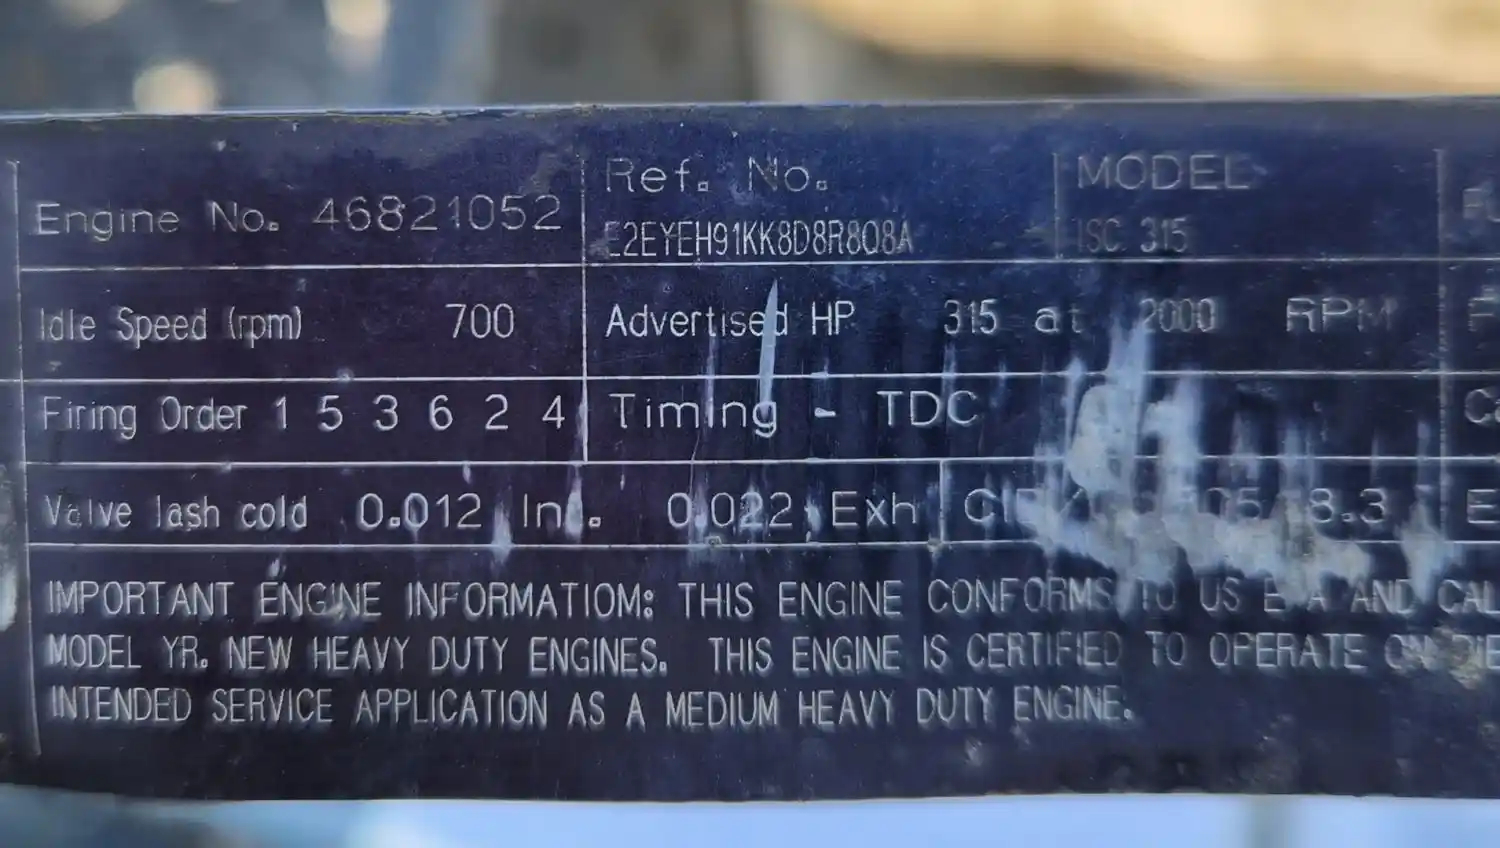 Engine No. 46821052
Ref. No.
E2EYEH91KK8D8R8Q8A
MODEL
ISC 315
Idle Speed (rpm) 700
Advertised HP 315 at 2000 RPM
Firing Order 1 5 3 6 2 4
Timing - TDC
Valve lash cold 0.012 Int. 0.022 Exh
8.3
IMPORTANT ENGINE INFORMATIOM: THIS ENGINE CONFORMS TO US EPA AND
MODEL YR. NEW HEAVY DUTY ENGINES. THIS ENGINE IS CERTIFIED TO OPERATE ON
INTENDED SERVICE APPLICATION AS A MEDIUM HEAVY DUTY ENGINE.